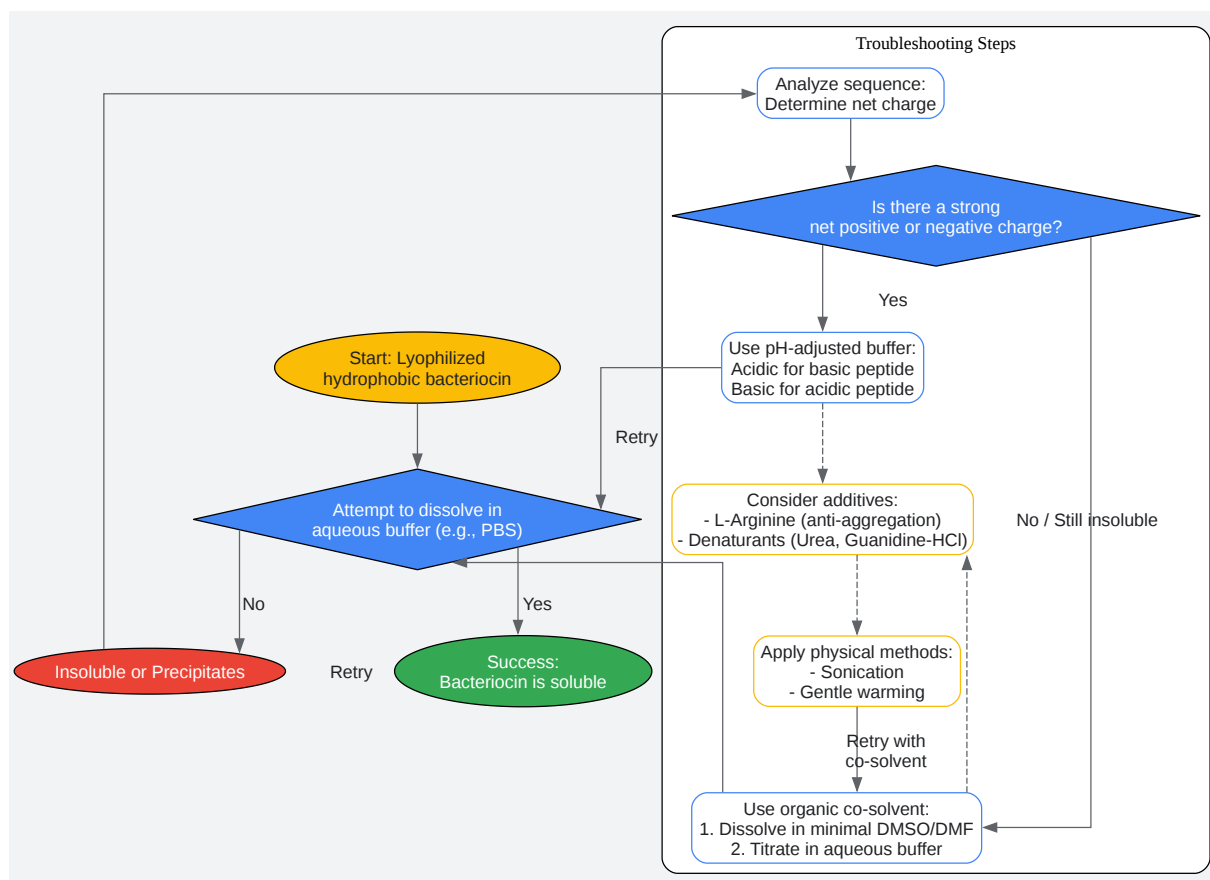 Troubleshooting Steps
Analyze sequence:
Determine net charge
Is there a strong
net positive or negative charge?
Yes
Start: Lyophilized
hydrophobic bacteriocin
Use pH-adjusted buffer:
Acidic for basic peptide
Basic for acidic peptide
Retry
Attempt to dissolve in
aqueous buffer (e.g., PBS)
Consider additives:
- L-Arginine (anti-aggregation)
- Denaturants (Urea, Guanidine-HCl)
No / Still insoluble
No
Yes
Insoluble or Precipitates
Retry
Success:
Bacteriocin is soluble
Apply physical methods:
- Sonication
- Gentle warming
Retry with
co-solvent
Use organic co-solvent:
1. Dissolve in minimal DMSO/DMF
2. Titrate in aqueous buffer